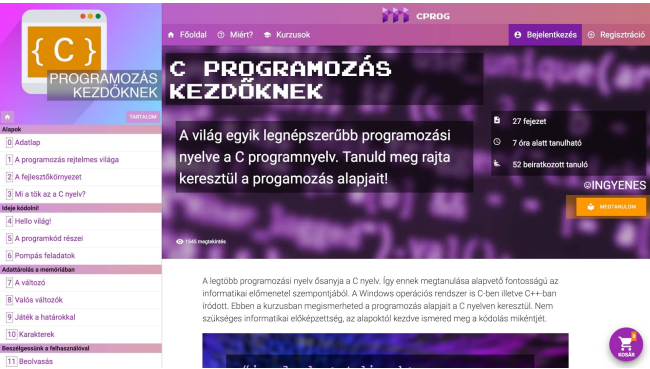 CPROG
Főoldal Miért? Kurzusok Bejelentkezés Regisztráció
{ C }
PROGRAMOZÁS
KEZDŐKNEK
TARTALOM
Alapok
0 Adatlap
1 A programozás rejtelmes világa
2 A fejlesztőkörnyezet
3 Mi a tök az a C nyelv?
Ideje kódolni!
4 Helló világ!
5 A programkód részei
6 Pompás feladatok
Adattárolás a memóriában
7 A változó
8 Valós változók
9 Játék a határokkal
10 Karakterek
Beszélgessünk a felhasználóval
11 Beolvasás
C PROGRAMOZÁS
KEZDŐKNEK
A világ egyik legnépszerűbb programozási
nyelve a C programnyelv. Tanuld meg rajta
keresztül a progamozás alapjait!
1545 megtekintés
27 fejezet
7 óra alatt tanulható
52 beiratkozott tanuló
INGYENES
MEGTANULOM
A legtöbb programozási nyelv ősanyja a C nyelv. Így ennek megtanulása alapvető fontosságú az
informatikai előmenetel szempontjából. A Windows operációs rendszer is C-ben illetve C++-ban
íródott. Ebben a kurzusban megismerheted a programozás alapjait a C nyelven keresztül. Nem
szükséges informatikai előképzettség, az alapoktól kezdve ismered meg a kódolás mikéntjét.
KOSÁR